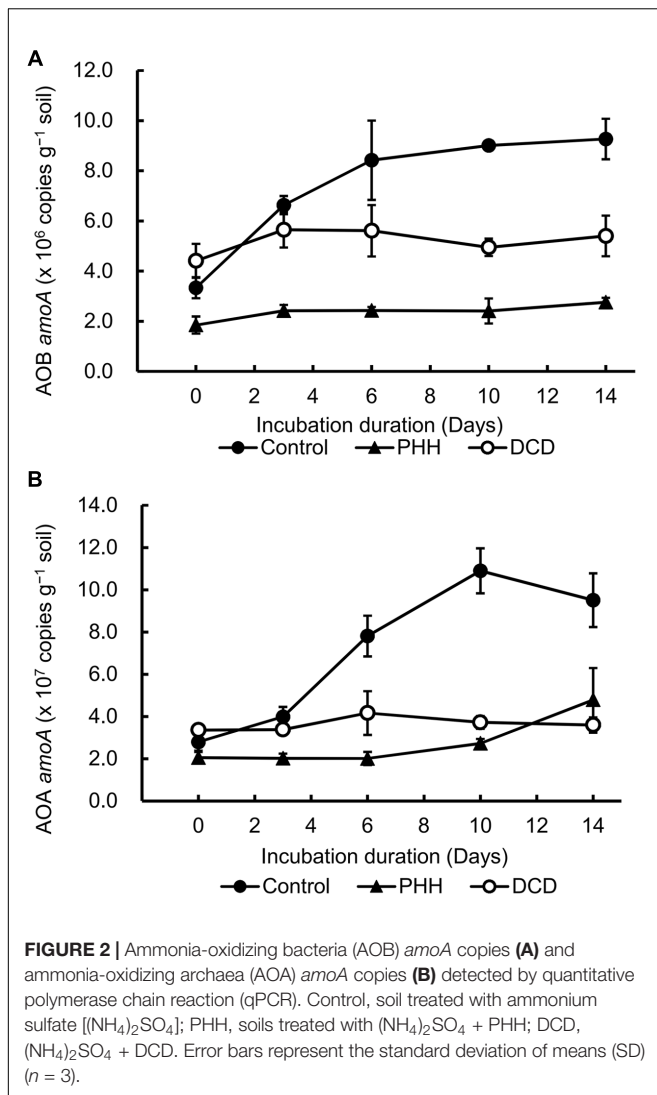 A
12.0
10.0
8.0
6.0
4.0
2.0
0.0
AOB amoA (x 10⁶ copies g⁻¹ soil)
0 2 4 6 8 10 12 14
Incubation duration (Days)
Control PHH DCD
B
14.0
12.0
10.0
8.0
6.0
4.0
2.0
0.0
AOA amoA (x 10⁷ copies g⁻¹ soil)
0 2 4 6 8 10 12 14
Incubation duration (Days)
Control PHH DCD
FIGURE 2 | Ammonia-oxidizing bacteria (AOB) amoA copies (A) and
ammonia-oxidizing archaea (AOA) amoA copies (B) detected by quantitative
polymerase chain reaction (qPCR). Control, soil treated with ammonium
sulfate [(NH₄)₂SO₄]; PHH, soils treated with (NH₄)₂SO₄ + PHH; DCD,
(NH₄)₂SO₄ + DCD. Error bars represent the standard deviation of means (SD)
(n = 3).